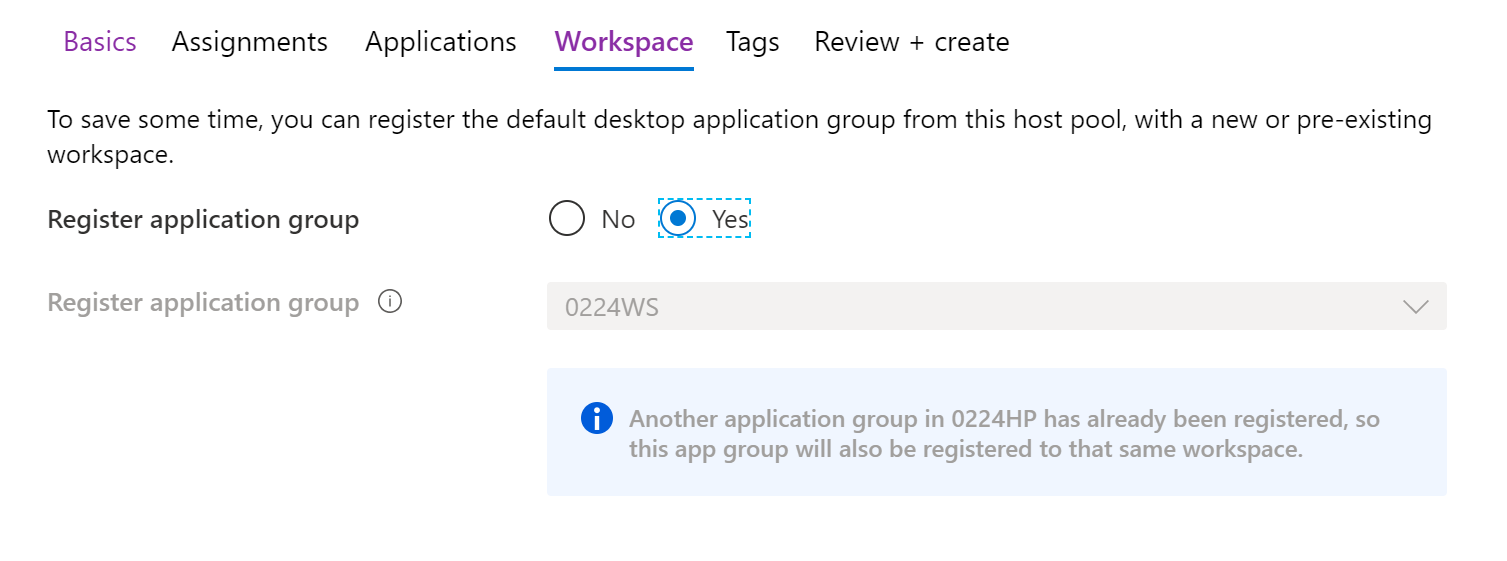 Basics Assignments Applications Workspace Tags Review + create
To save some time, you can register the default desktop application group from this host pool, with a new or pre-existing
workspace.
Register application group No Yes
Register application group 0224WS
Another application group in 0224HP has already been registered, so
this app group will also be registered to that same workspace.